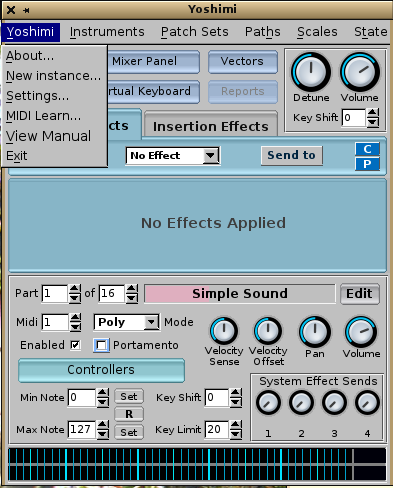 Yoshimi
Yoshimi Instruments Patch Sets Paths Scales State
About...
New instance...
Settings...
MIDI Learn...
View Manual
Exit
Mixer Panel Vectors
rtual Keyboard Reports
Detune Volume
Key Shift 0
cts Insertion Effects
No Effect Send to C
P
No Effects Applied
Part 1 of 16 Simple Sound Edit
Midi 1 Poly Mode
Enabled Portamento
Velocity Sense Velocity Offset Pan Volume
Controllers
System Effect Sends
Min Note 0 Set Key Shift 0
R
Max Note 127 Set Key Limit 20
1 2 3 4